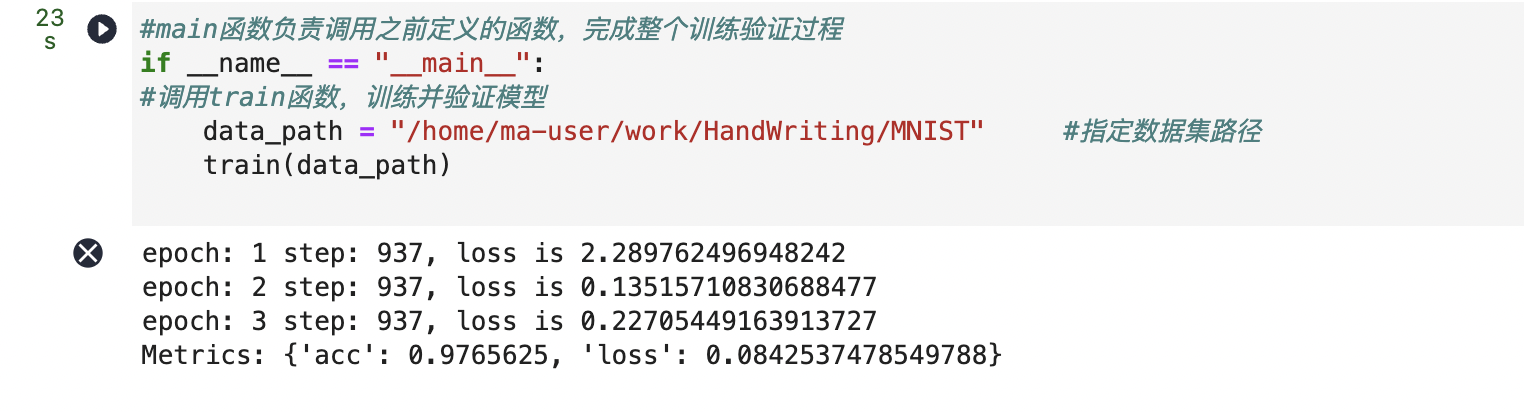 23
s
#main函数负责调用之前定义的函数，完成整个训练验证过程
if __name__ == "__main__":
#调用train函数，训练并验证模型
    data_path = "/home/ma-user/work/HandWriting/MNIST"     #指定数据集路径
    train(data_path)
epoch: 1 step: 937, loss is 2.289762496948242
epoch: 2 step: 937, loss is 0.13515710830688477
epoch: 3 step: 937, loss is 0.22705449163913727
Metrics: {'acc': 0.9765625, 'loss': 0.0842537478549788}